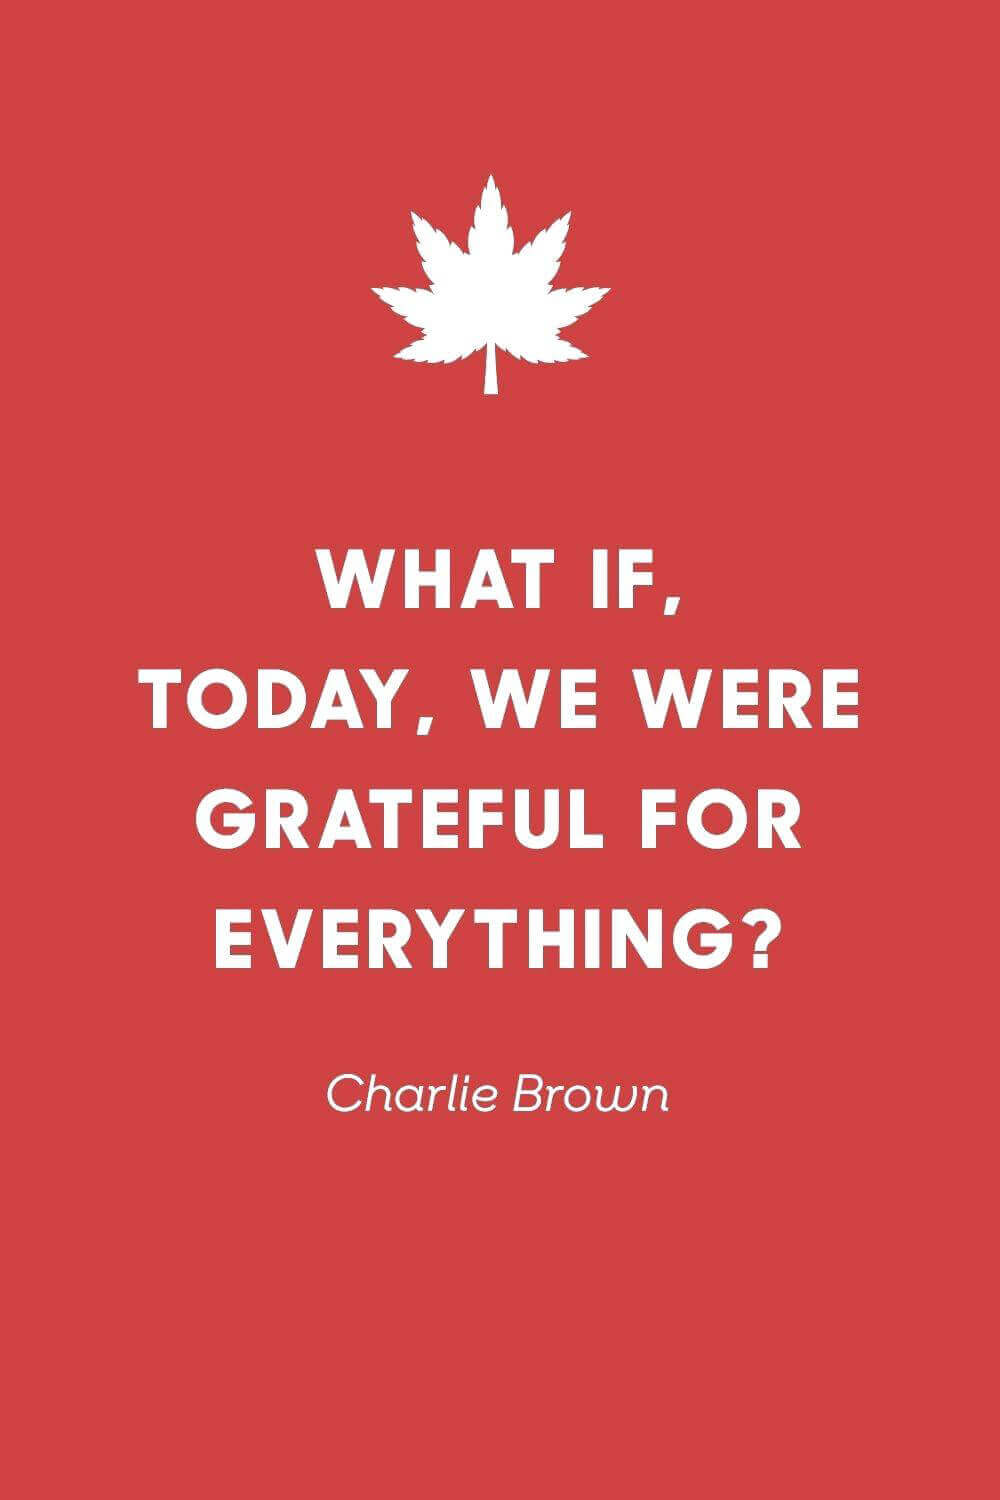 WHAT IF,
TODAY, WE WERE
GRATEFUL FOR
EVERYTHING?
Charlie Brown